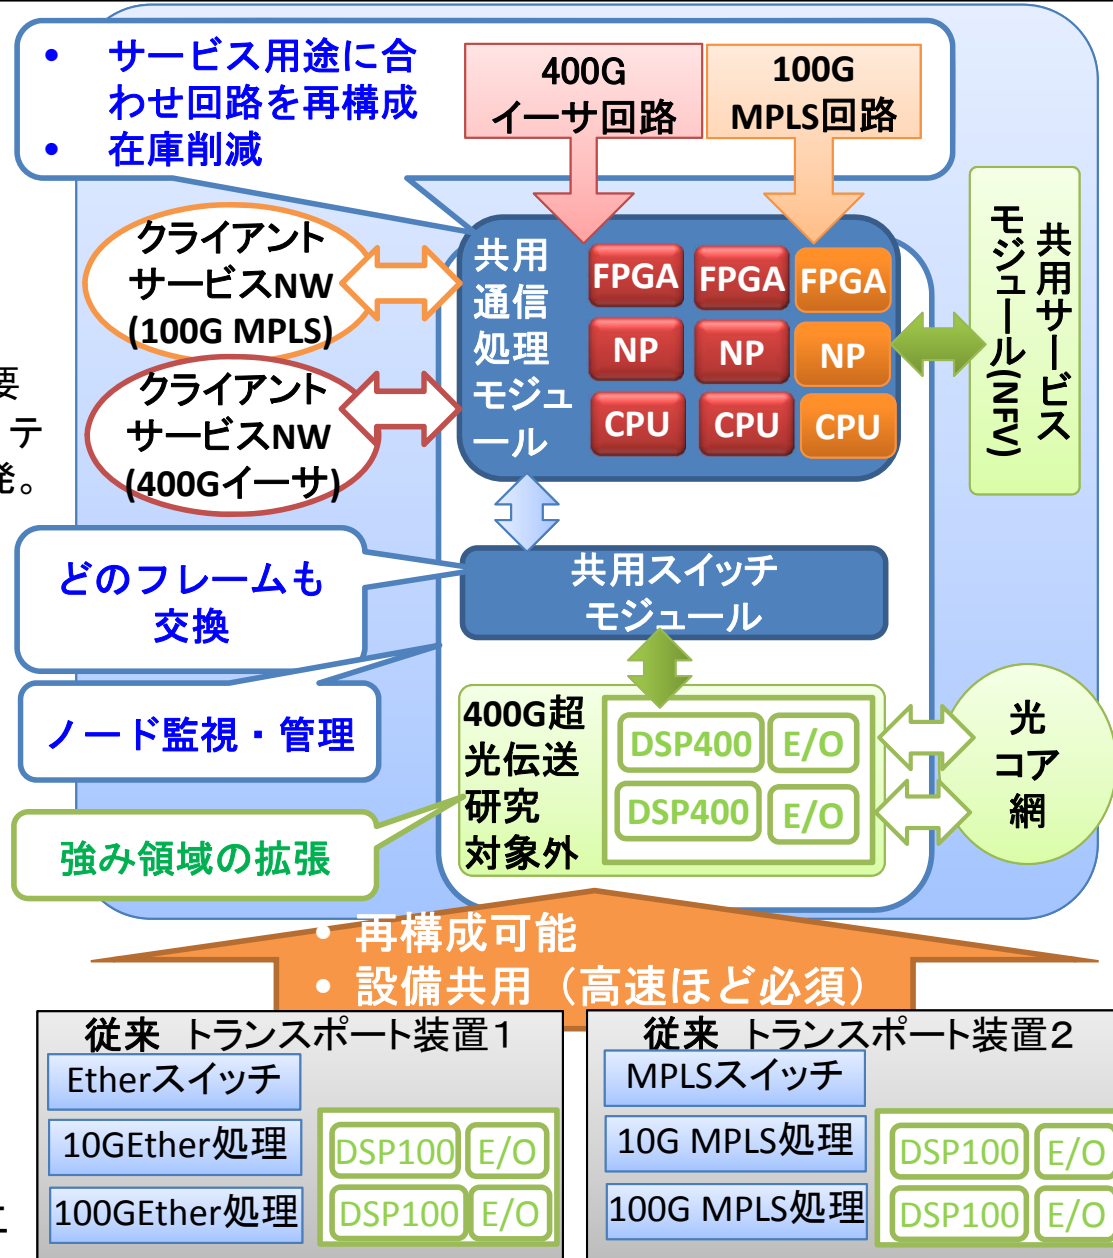 • サービス用途に合
わせ回路を再構成
• 在庫削減
400G
イーサ回路
100G
MPLS回路
クライアント
サービスNW
(100G MPLS)
クライアント
サービスNW
(400Gイーサ)
要
テ
発。
共用
通信
処理
モジュ
ール
FPGA FPGA FPGA
NP NP NP
CPU CPU CPU
共用サービス
モジュール(NFV)
どのフレームも
交換
共用スイッチ
モジュール
ノード監視・管理
400G超
光伝送
研究
対象外
DSP400 E/O
DSP400 E/O
光
コア
網
強み領域の拡張
• 再構成可能
• 設備共用（高速ほど必須）
従来 トランスポート装置1
Etherスイッチ
10GEther処理
100GEther処理
DSP100 E/O
DSP100 E/O
従来 トランスポート装置２
MPLSスイッチ
10G MPLS処理
100G MPLS処理
DSP100 E/O
DSP100 E/O